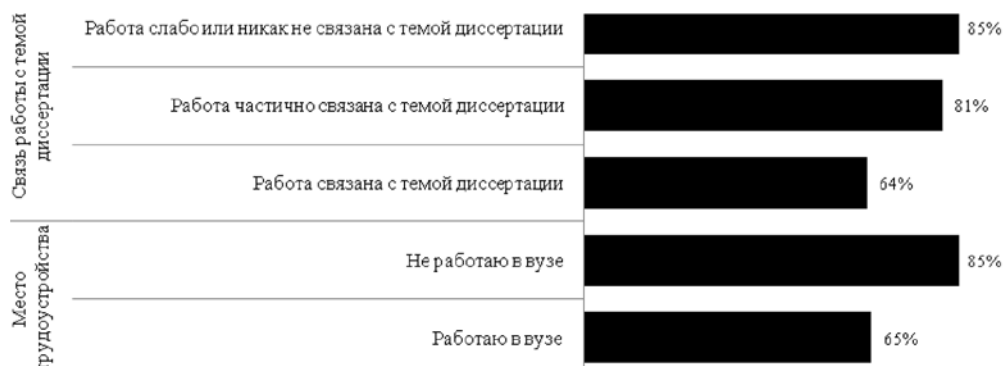 Связь работы с темой
диссертации
Работа слабо или никак не связана с темой диссертации
85%
Работа частично связана с темой диссертации
81%
Работа связана с темой диссертации
64%
Место
трудоустройства
Не работаю в вузе
85%
Работаю в вузе
65%